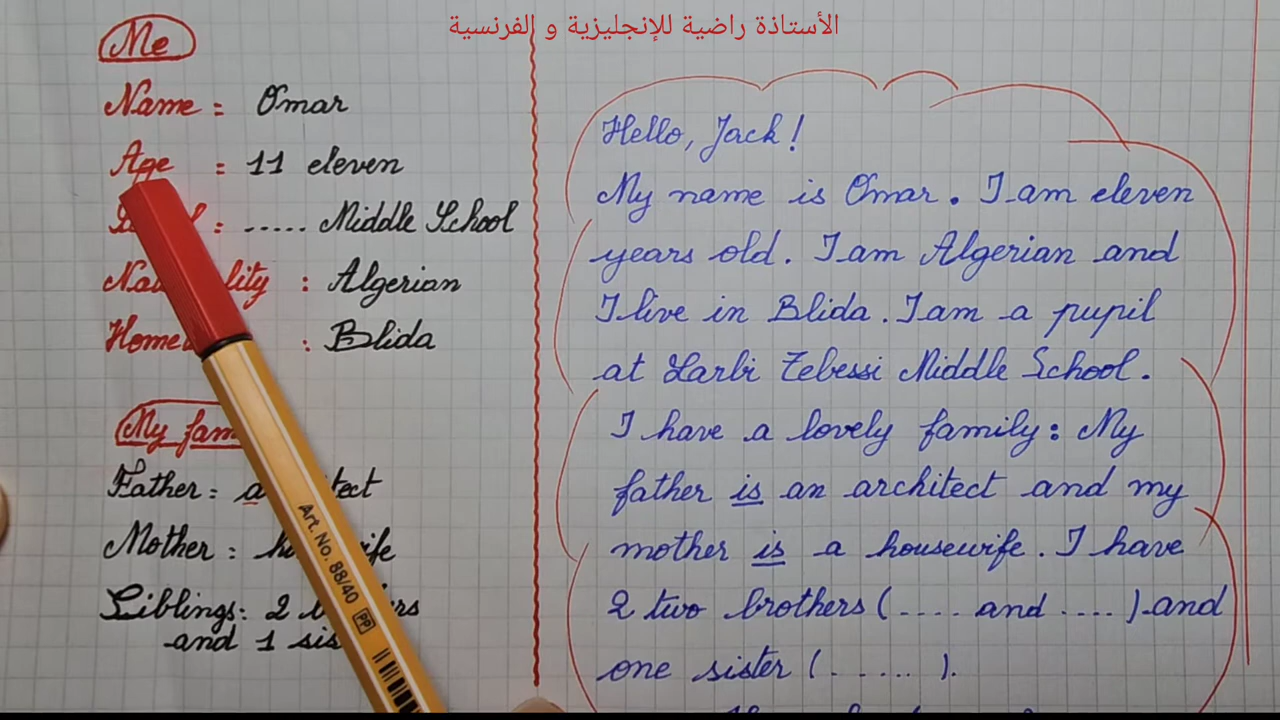 الأستاذة راضية للإنجليزية و الفرنسية
Me
Name : Omar
Age : 11 eleven
: ..... Middle School
: Algerian
: Blida
My
Father :
Mother :
Siblings: 2
and 1
Hello, Jack!
My name is Omar. I am eleven
years old. I am Algerian and
I live in Blida. I am a pupil
at Larbi Tebessi Middle School.
I have a lovely family: My
father is an architect and my
mother is a housewife. I have
2 two brothers (.... and ....) and
one sister (......).
Art. No. 88/40 PP